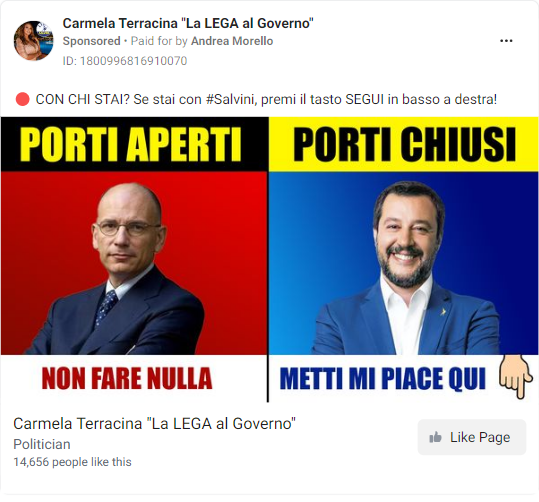 Carmela Terracina "La LEGA al Governo"
Sponsored • Paid for by Andrea Morello
ID: 1800996816910070
CON CHI STAI? Se stai con #Salvini, premi il tasto SEGUI in basso a destra!
PORTI APERTI
PORTI CHIUSI
NON FARE NULLA
METTI MI PIACE QUI
Carmela Terracina "La LEGA al Governo"
Politician
14,656 people like this
Like Page